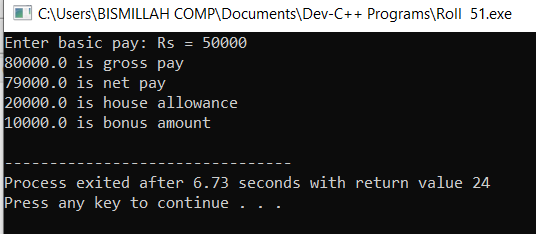 C:\Users\BISMILLAH COMP\Documents\Dev-C++ Programs\Roll  51.exe
Enter basic pay: Rs = 50000
80000.0 is gross pay
79000.0 is net pay
20000.0 is house allowance
10000.0 is bonus amount
--------------------------------
Process exited after 6.73 seconds with return value 24
Press any key to continue . . .